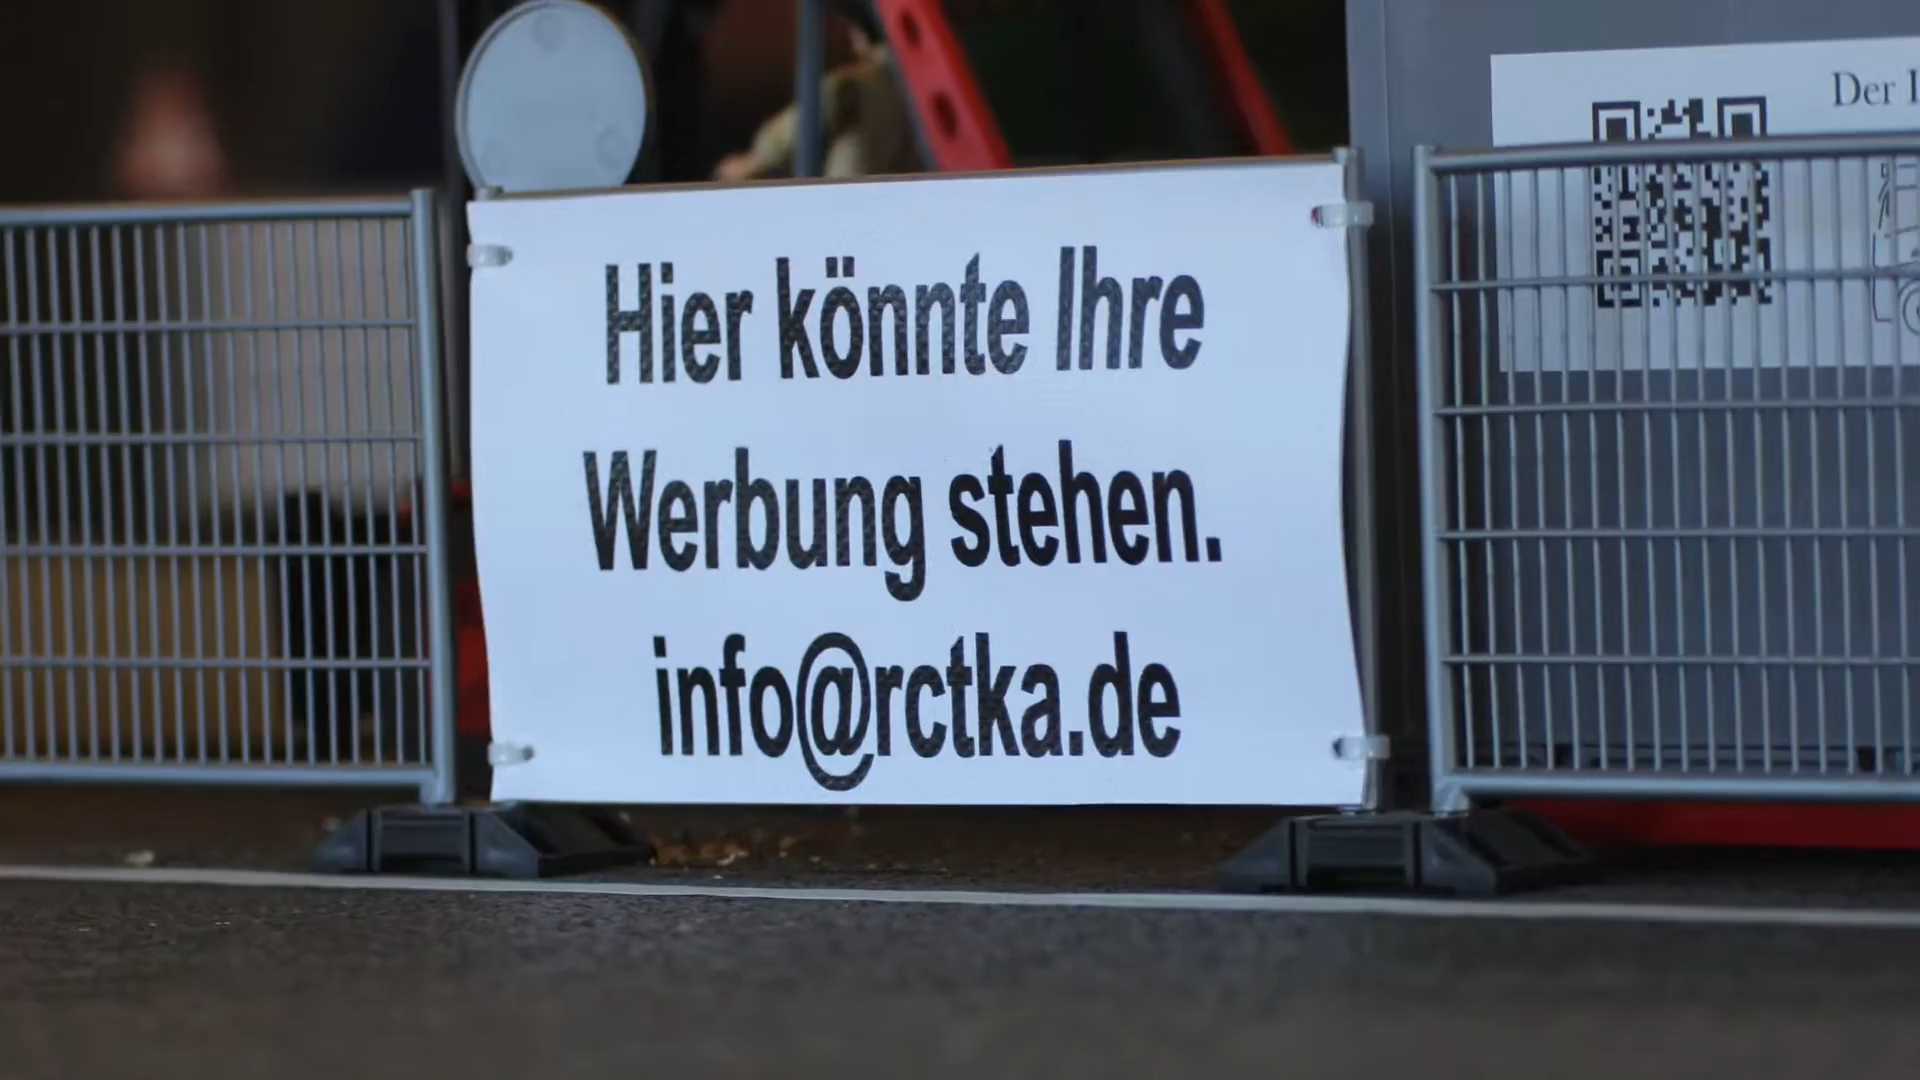 Hier könnte Ihre
Werbung stehen.
info@rctka.de
Der